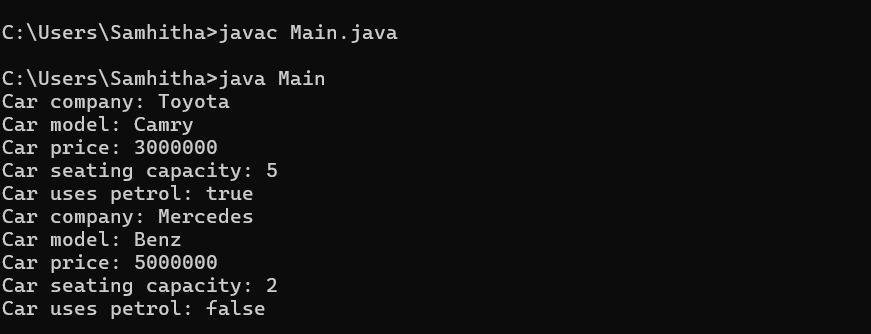 C:\Users\Samhitha>javac Main.java
C:\Users\Samhitha>java Main
Car company: Toyota
Car model: Camry
Car price: 3000000
Car seating capacity: 5
Car uses petrol: true
Car company: Mercedes
Car model: Benz
Car price: 5000000
Car seating capacity: 2
Car uses petrol: false